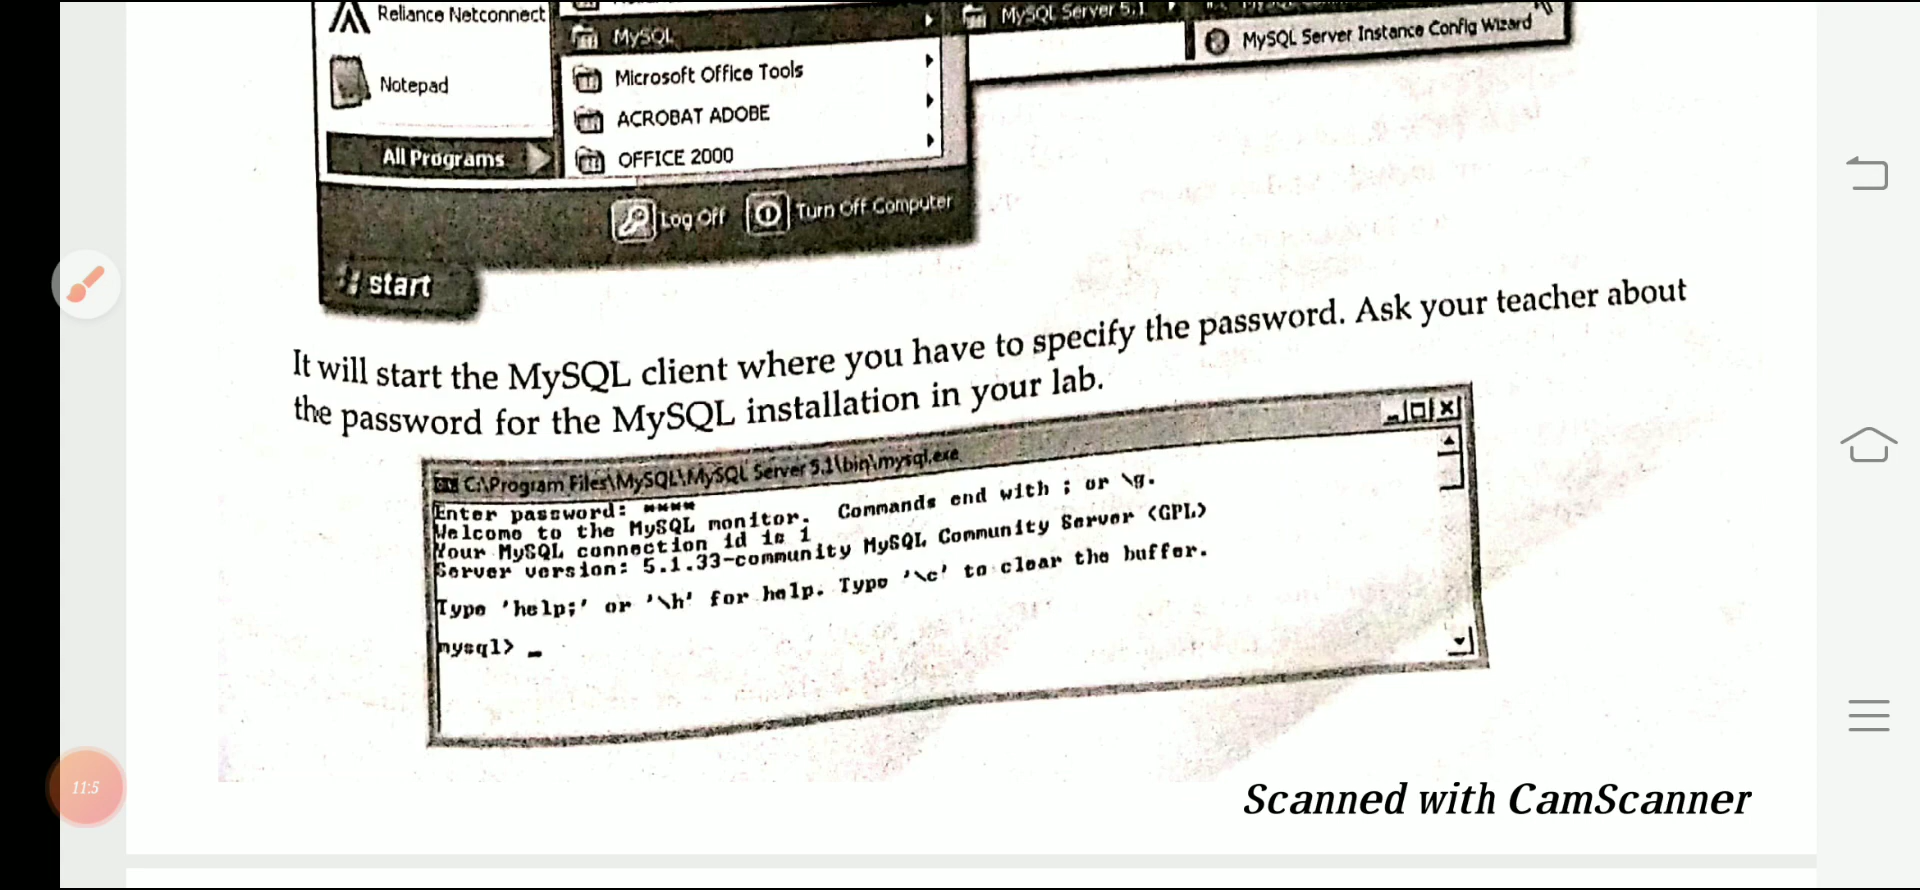 Reliance Netconnect
MySQL
MySQL Server 5.1
MySQL Server Instance Config Wizard
Notepad
Microsoft Office Tools
ACROBAT ADOBE
All Programs
OFFICE 2000
Log Off
Turn Off Computer
start
It will start the MySQL client where you have to specify the password. Ask your teacher about
the password for the MySQL installation in your lab.
C:\Program Files\MySQL\MySQL Server 5.1\bin\mysql.exe
Enter password: ****
Welcome to the MySQL monitor. Commands end with ; or \g.
Your MySQL connection id is 1
Server version: 5.1.33-community MySQL Community Server (GPL)
Type 'help;' or '\h' for help. Type '\c' to clear the buffer.
mysql>
11:5
Scanned with CamScanner